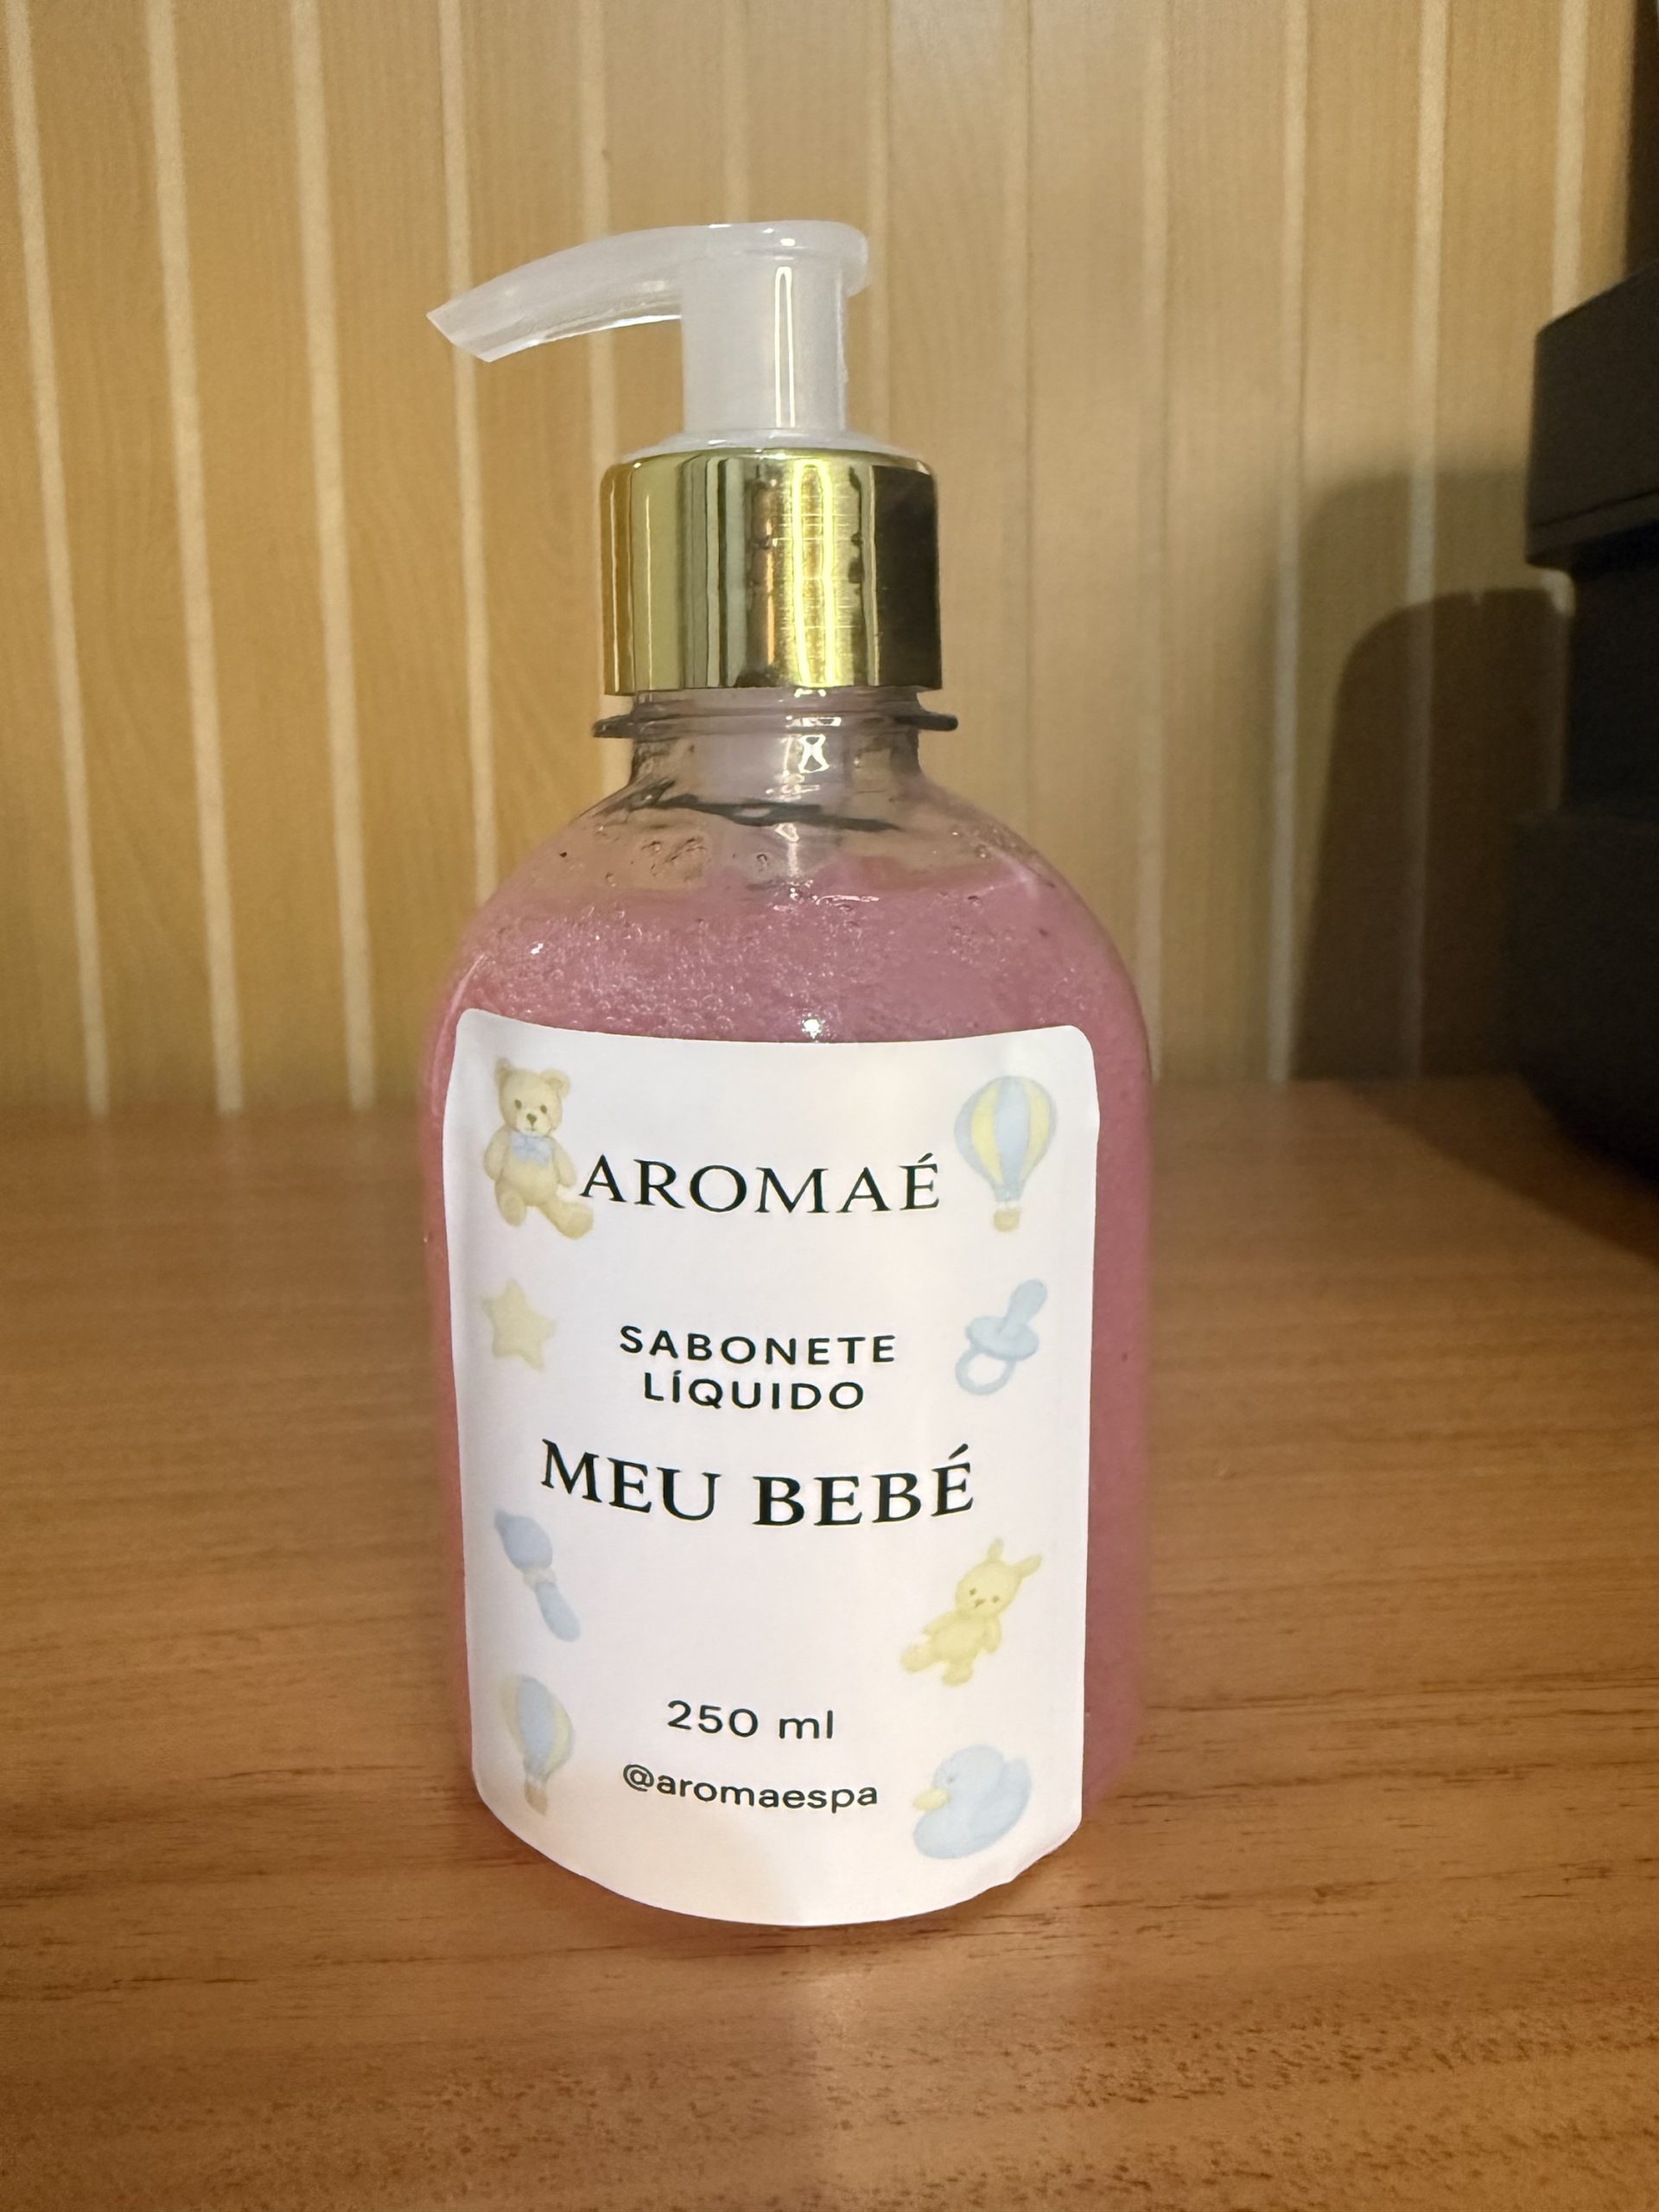 AROMAÉ
SABONETE
LÍQUIDO
MEU BEBÉ
250 ml
@aromaespa